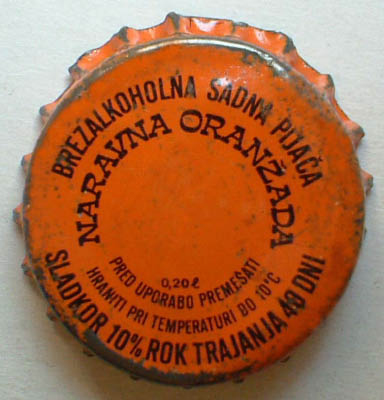 BREZALKOHOLNA SADNA PIJAČA
NARAVNA ORANŽADA
0,20 ℓ
PRED UPORABO PREMEŠATI
HRANITI PRI TEMPERATURI DO 10°C
SLADKOR 10% ROK TRAJANJA 40 DNI